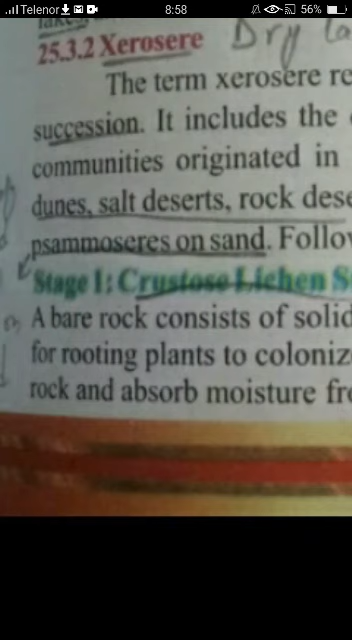 Telenor 8:58 56%
25.3.2 Xerosere Dry
The term xerosere re
succession. It includes the
communities originated in
dunes, salt deserts, rock dese
psammoseres on sand. Follow
Stage 1: Crustose Lichen S
A bare rock consists of solid
for rooting plants to coloniz
rock and absorb moisture fr